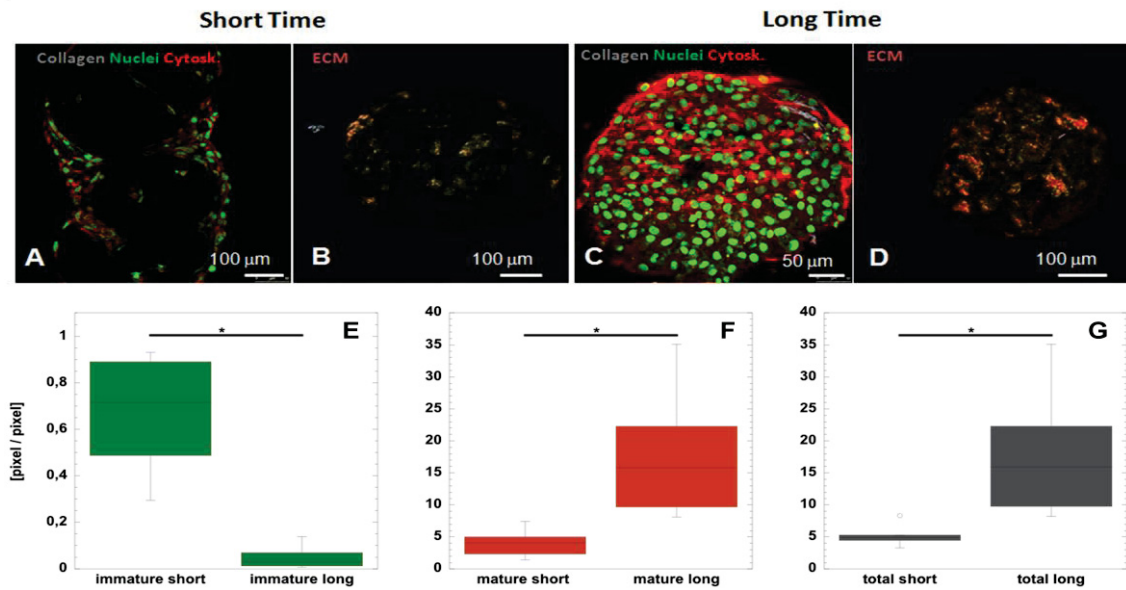 Short Time
Long Time
Collagen Nuclei Cytosk.
ECM
Collagen Nuclei Cytosk.
ECM
A
100 µm
B
100 µm
C
50 µm
D
100 µm
E
*
1
0,8
0,6
0,4
0,2
0
[pixel / pixel]
immature short
immature long
F
*
40
35
30
25
20
15
10
5
0
mature short
mature long
G
*
40
35
30
25
20
15
10
5
0
total short
total long